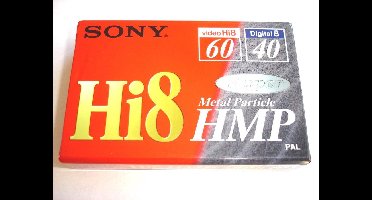 SONY
video Hi8 Digital 8
60 40
Hi8
Metal Particle
HMP
PAL